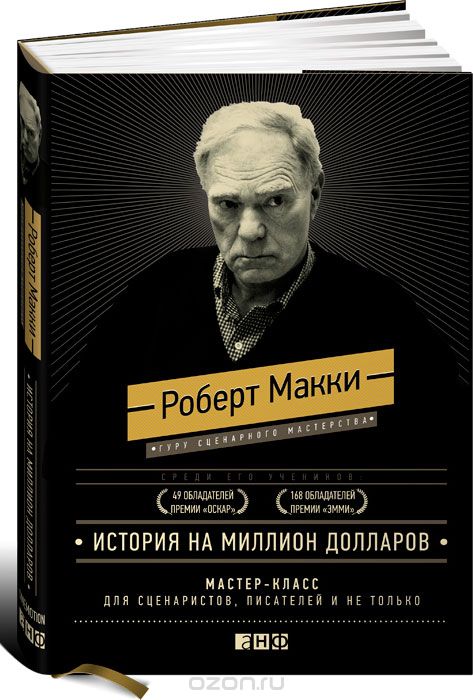 — Роберт Макки —
• ГУРУ СЦЕНАРНОГО МАСТЕРСТВА •
СРЕДИ ЕГО УЧЕНИКОВ:
49 ОБЛАДАТЕЛЕЙ
ПРЕМИИ «ОСКАР»
168 ОБЛАДАТЕЛЕЙ
ПРЕМИИ «ЭММИ»
• ИСТОРИЯ НА МИЛЛИОН ДОЛЛАРОВ •
МАСТЕР-КЛАСС
ДЛЯ СЦЕНАРИСТОВ, ПИСАТЕЛЕЙ И НЕ ТОЛЬКО
АНФ
— Роберт Макки —
• ИСТОРИЯ НА МИЛЛИОН ДОЛЛАРОВ •
АНФ
ozon.ru